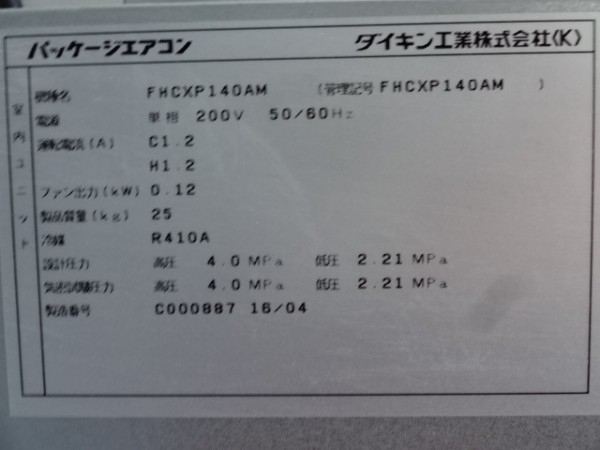 パッケージエアコン ダイキン工業株式会社(K)
室内ユニット
機種名 FHCXP140AM (管理記号 FHCXP140AM )
電源 単相 200V 50/60Hz
運転電流(A) C1.2
H1.2
ファン出力(kW) 0.12
製品質量(kg) 25
冷媒 R410A
設計圧力 高圧 4.0 MPa 低圧 2.21 MPa
気密試験圧力 高圧 4.0 MPa 低圧 2.21 MPa
製造番号 C000887 16/04